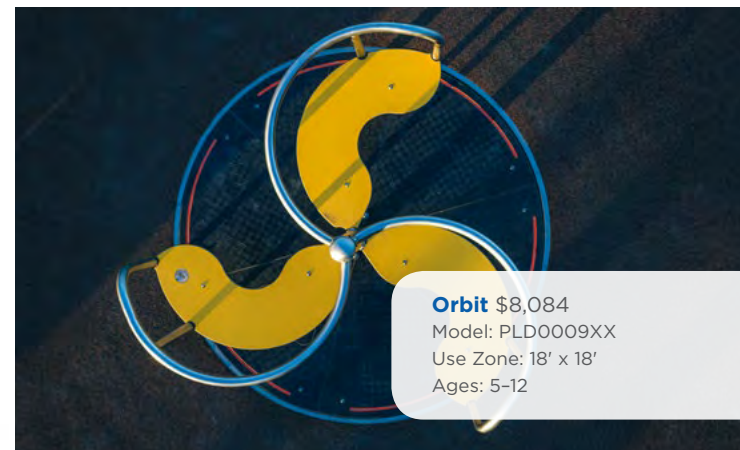 Orbit $8,084
Model: PLD0009XX
Use Zone: 18' x 18'
Ages: 5–12